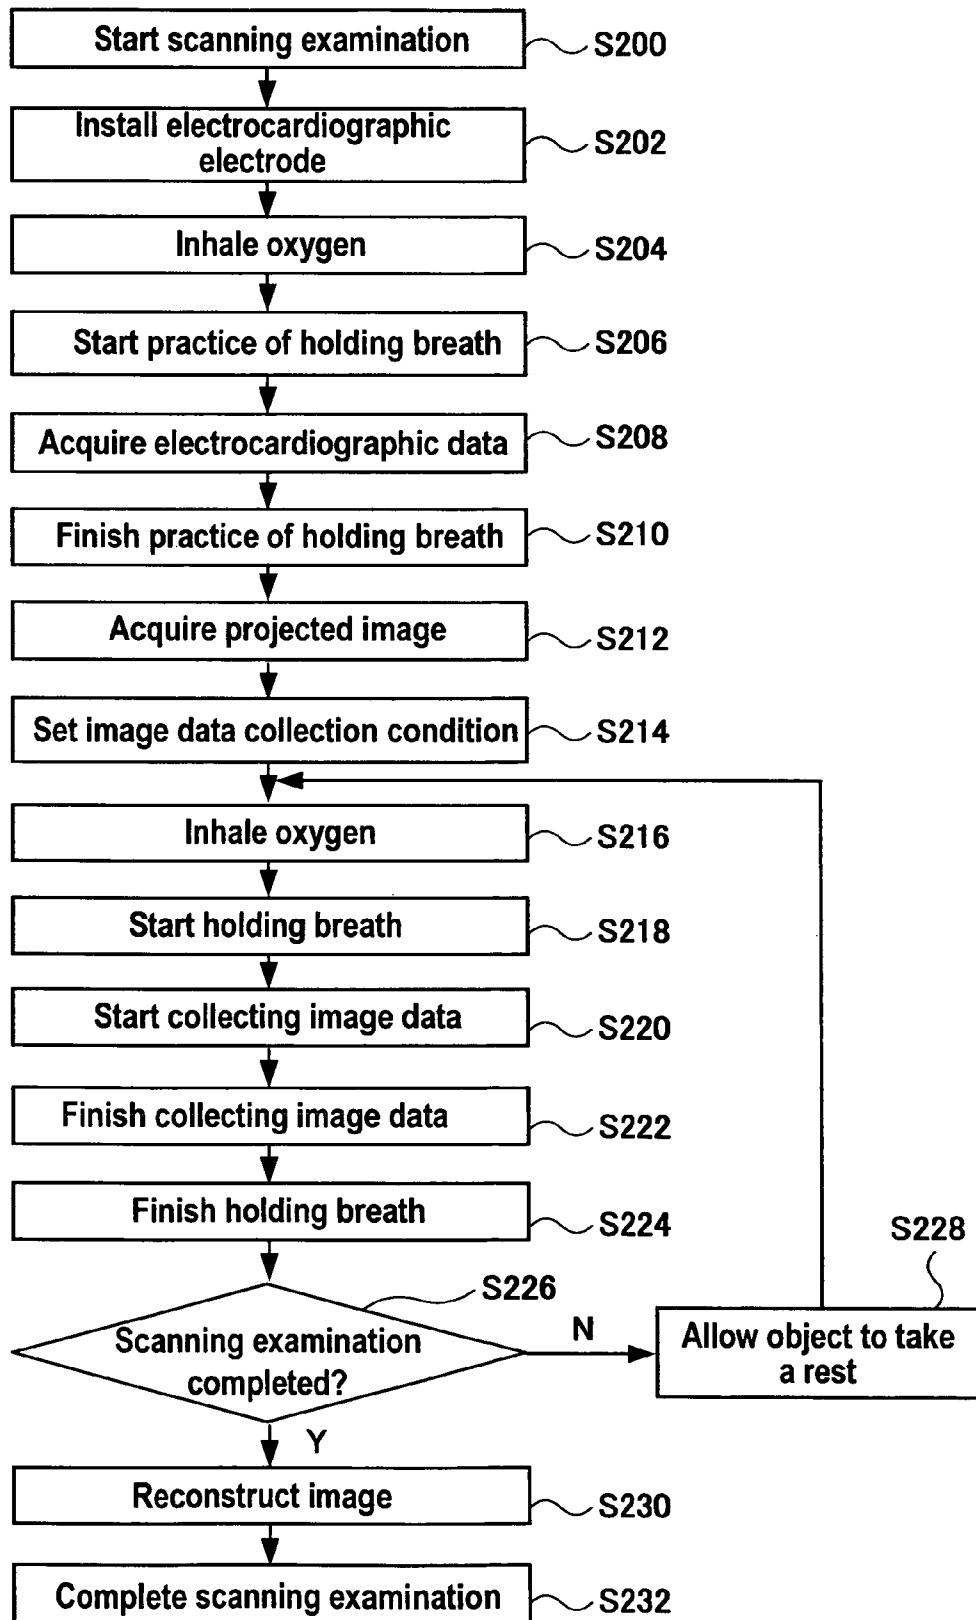 Start scanning examination
S200
Install electrocardiographic
electrode
S202
Inhale oxygen
S204
Start practice of holding breath
S206
Acquire electrocardiographic data
S208
Finish practice of holding breath
S210
Acquire projected image
S212
Set image data collection condition
S214
Inhale oxygen
S216
Start holding breath
S218
Start collecting image data
S220
Finish collecting image data
S222
Finish holding breath
S224
Scanning examination
completed?
S226
N
Allow object to take
a rest
S228
Y
Reconstruct image
S230
Complete scanning examination
S232